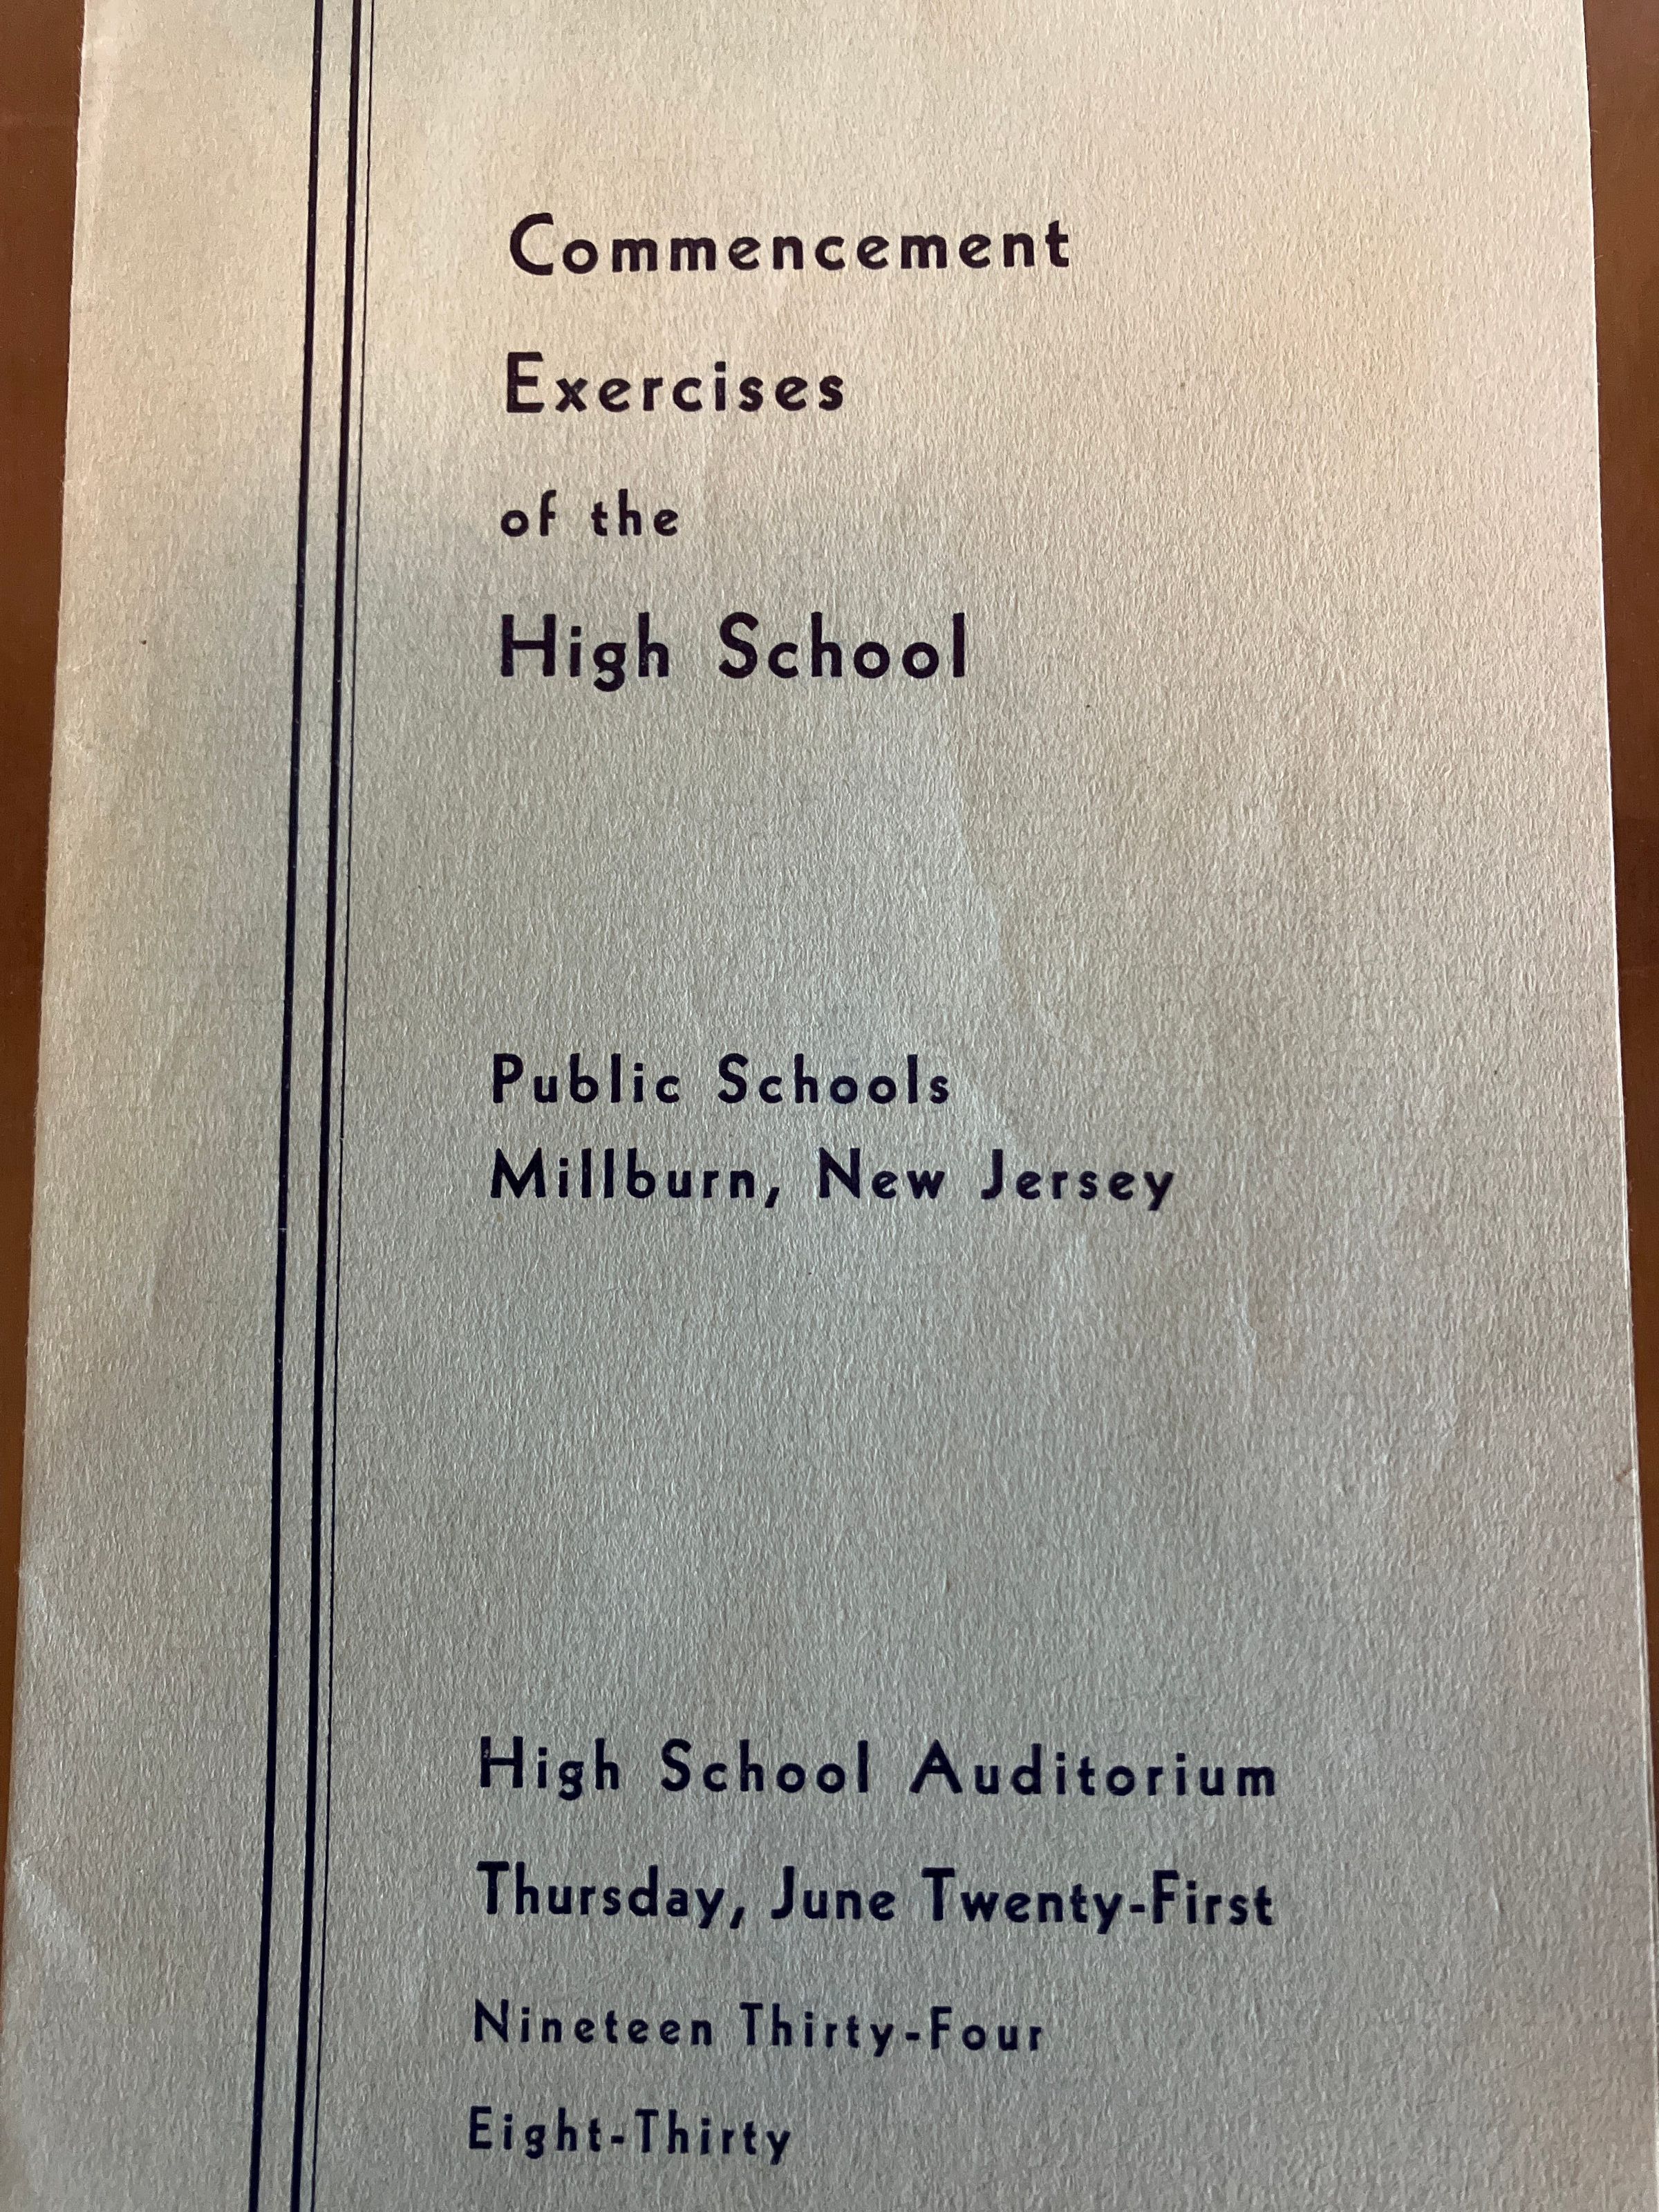 Commencement
Exercises
of the
High School
Public Schools
Millburn, New Jersey
High School Auditorium
Thursday, June Twenty-First
Nineteen Thirty-Four
Eight-Thirty